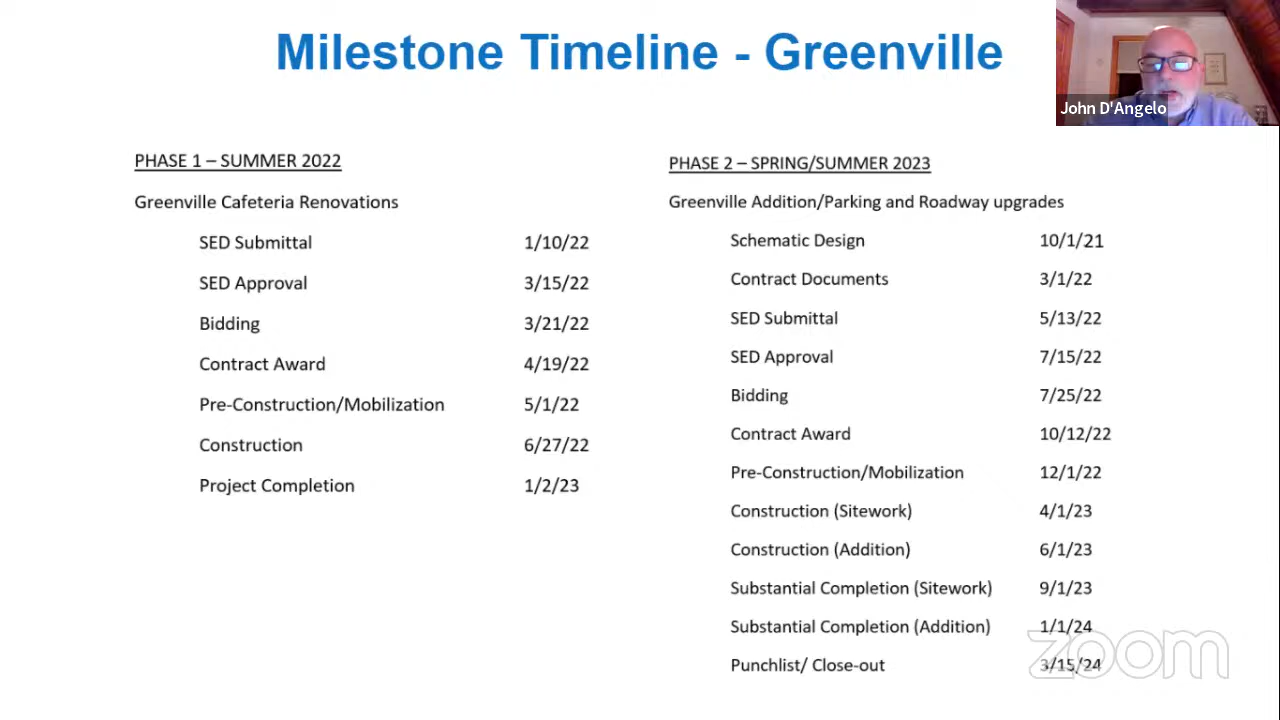 Milestone Timeline - Greenville
John D'Angelo
PHASE 1 – SUMMER 2022
Greenville Cafeteria Renovations
SED Submittal 1/10/22
SED Approval 3/15/22
Bidding 3/21/22
Contract Award 4/19/22
Pre-Construction/Mobilization 5/1/22
Construction 6/27/22
Project Completion 1/2/23
PHASE 2 – SPRING/SUMMER 2023
Greenville Addition/Parking and Roadway upgrades
Schematic Design 10/1/21
Contract Documents 3/1/22
SED Submittal 5/13/22
SED Approval 7/15/22
Bidding 7/25/22
Contract Award 10/12/22
Pre-Construction/Mobilization 12/1/22
Construction (Sitework) 4/1/23
Construction (Addition) 6/1/23
Substantial Completion (Sitework) 9/1/23
Substantial Completion (Addition) 1/1/24
Punchlist/ Close-out 3/15/24
zoom